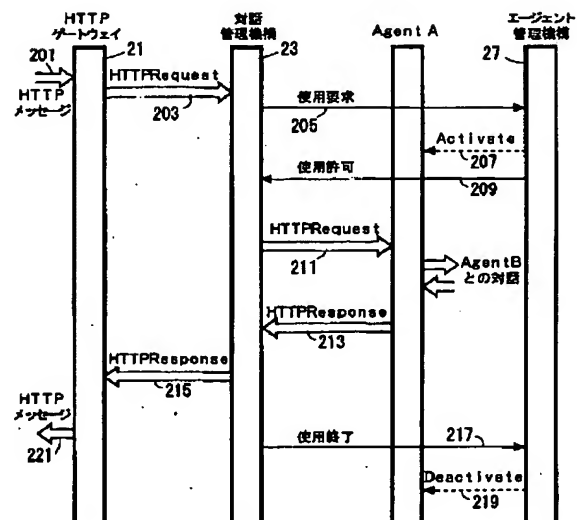 HTTP
ゲートウェイ
21
対話
管理機構
23
Agent A
エージェント
管理機構
27
201
HTTP
メッセージ
HTTPRequest
203
使用要求
205
Activate
207
使用許可
209
HTTPRequest
211
AgentB
との対話
HTTPResponse
213
HTTPResponse
215
HTTP
メッセージ
221
使用終了
217
Deactivate
219